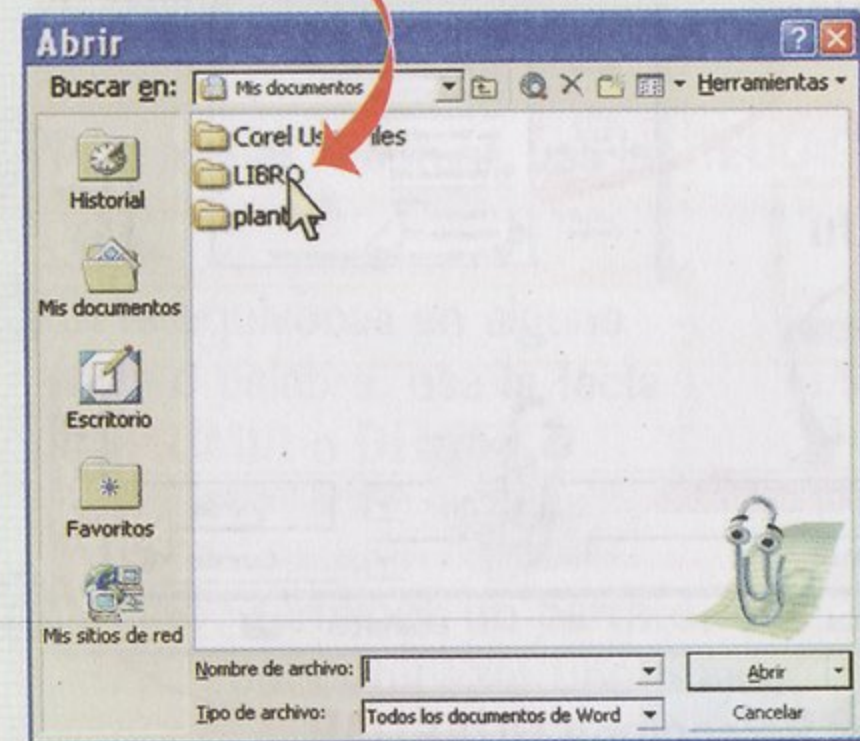 Abrir
Buscar en: Mis documentos Herramientas
Historial
Mis documentos
Escritorio
Favoritos
Mis sitios de red
Corel
LIBRO
Nombre de archivo:
Abrir
Tipo de archivo: Todos los documentos de Word
Cancelar